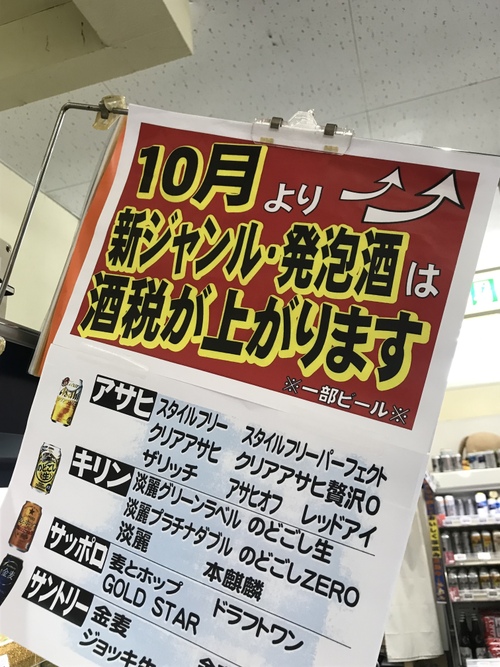 10月より
新ジャンル・発泡酒は
酒税が上がります
※一部ビール※
アサヒ
スタイルフリー スタイルフリーパーフェクト
クリアアサヒ クリアアサヒ贅沢0
ザリッチ アサヒオフ レッドアイ
キリン
淡麗グリーンラベル のどごし生
淡麗プラチナダブル のどごしZERO
淡麗 本麒麟
サッポロ
麦とホップ ドラフトワン
GOLD STAR
サントリー
金麦
ジョッキ生